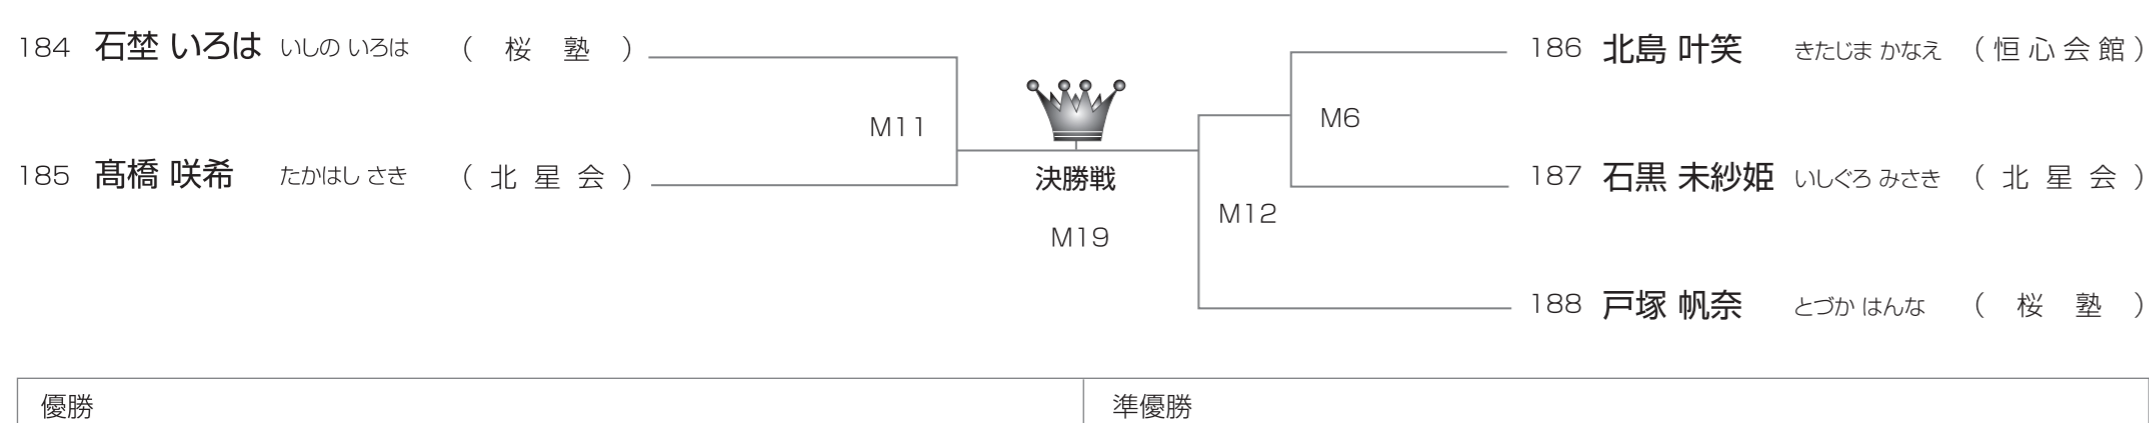 184 石埜 いろは いしの いろは （ 桜 塾 ）
M11
185 髙橋 咲希 たかはし さき （ 北 星 会 ）
決勝戦
M19
186 北島 叶笑 きたじま かなえ （ 恒 心 会 館 ）
M6
187 石黒 未紗姫 いしぐろ みさき （ 北 星 会 ）
M12
188 戸塚 帆奈 とづか はんな （ 桜 塾 ）
優勝
準優勝